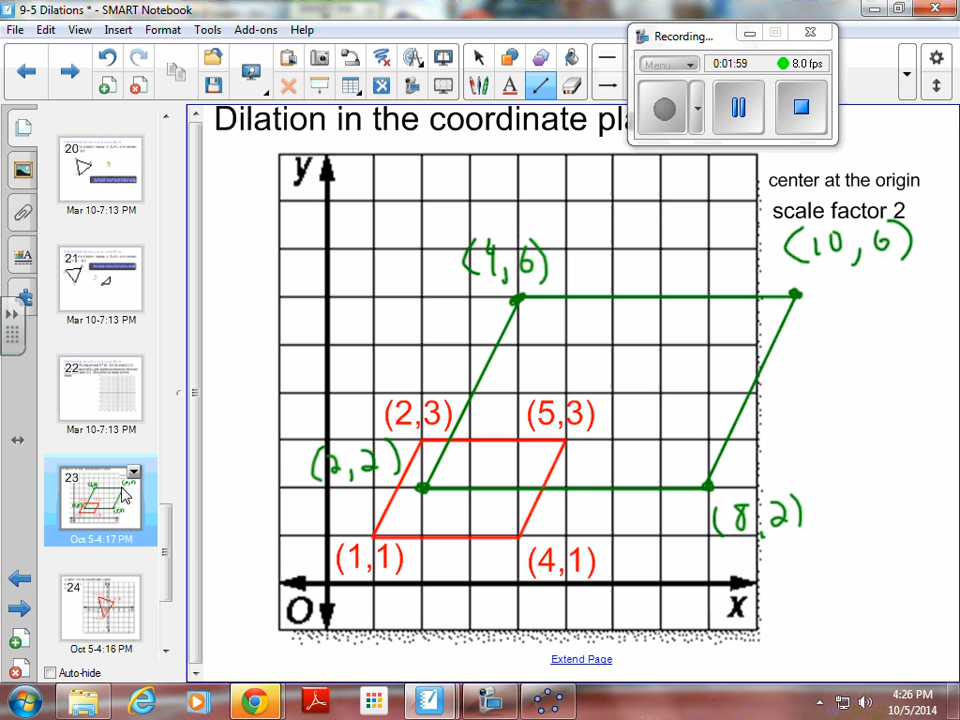 9-5 Dilations * - SMART Notebook
File Edit View Insert Format Tools Add-ons Help
Recording...
Menu 0:01:59 8.0 fps
Dilation in the coordinate pl
y
center at the origin
scale factor 2
(10, 6)
(4, 6)
(2,3) (5,3)
(2, 2)
(8, 2)
(1,1) (4,1)
O x
Extend Page
20
Mar 10-7:13 PM
21
Mar 10-7:13 PM
22
Mar 10-7:13 PM
23
Oct 5-4:17 PM
24
Oct 5-4:16 PM
Auto-hide
4:26 PM
10/5/2014